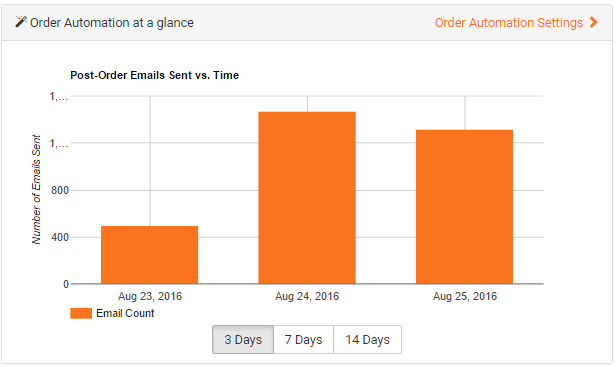 Order Automation at a glance
Order Automation Settings
Post-Order Emails Sent vs. Time
1,...
1,...
800
400
0
Number of Emails Sent
Aug 23, 2016
Aug 24, 2016
Aug 25, 2016
Email Count
3 Days
7 Days
14 Days